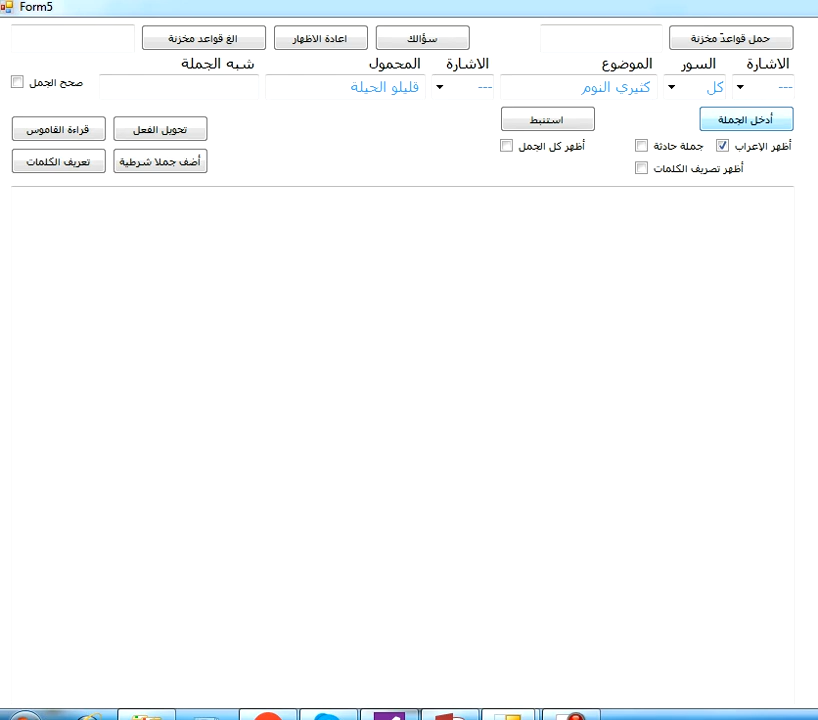 Form5
حمل قواعدّ مخزنة سؤالك اعادة الاظهار الغ قواعد مخزنة
الاشارة السور الموضوع الاشارة المحمول شبه الجملة
--- كل كثيري النوم --- قليلو الحيلة صحح الجمل
أدخل الجملة استنبط تحويل الفعل قراءة القاموس
أظهر الإعراب جملة حادثة أظهر كل الجمل
أظهر تصريف الكلمات أضف جملا شرطية تعريف الكلمات